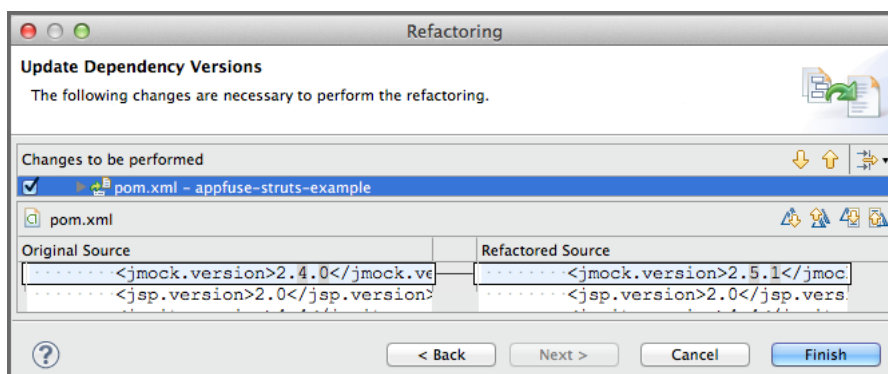 Refactoring
Update Dependency Versions
The following changes are necessary to perform the refactoring.
Changes to be performed
pom.xml - appfuse-struts-example
pom.xml
Original Source
Refactored Source
<jmock.version>2.4.0</jmock.ve
<jmock.version>2.5.1</jmoc
<jsp.version>2.0</jsp.version>
<jsp.version>2.0</jsp.vers
?
< Back
Next >
Cancel
Finish